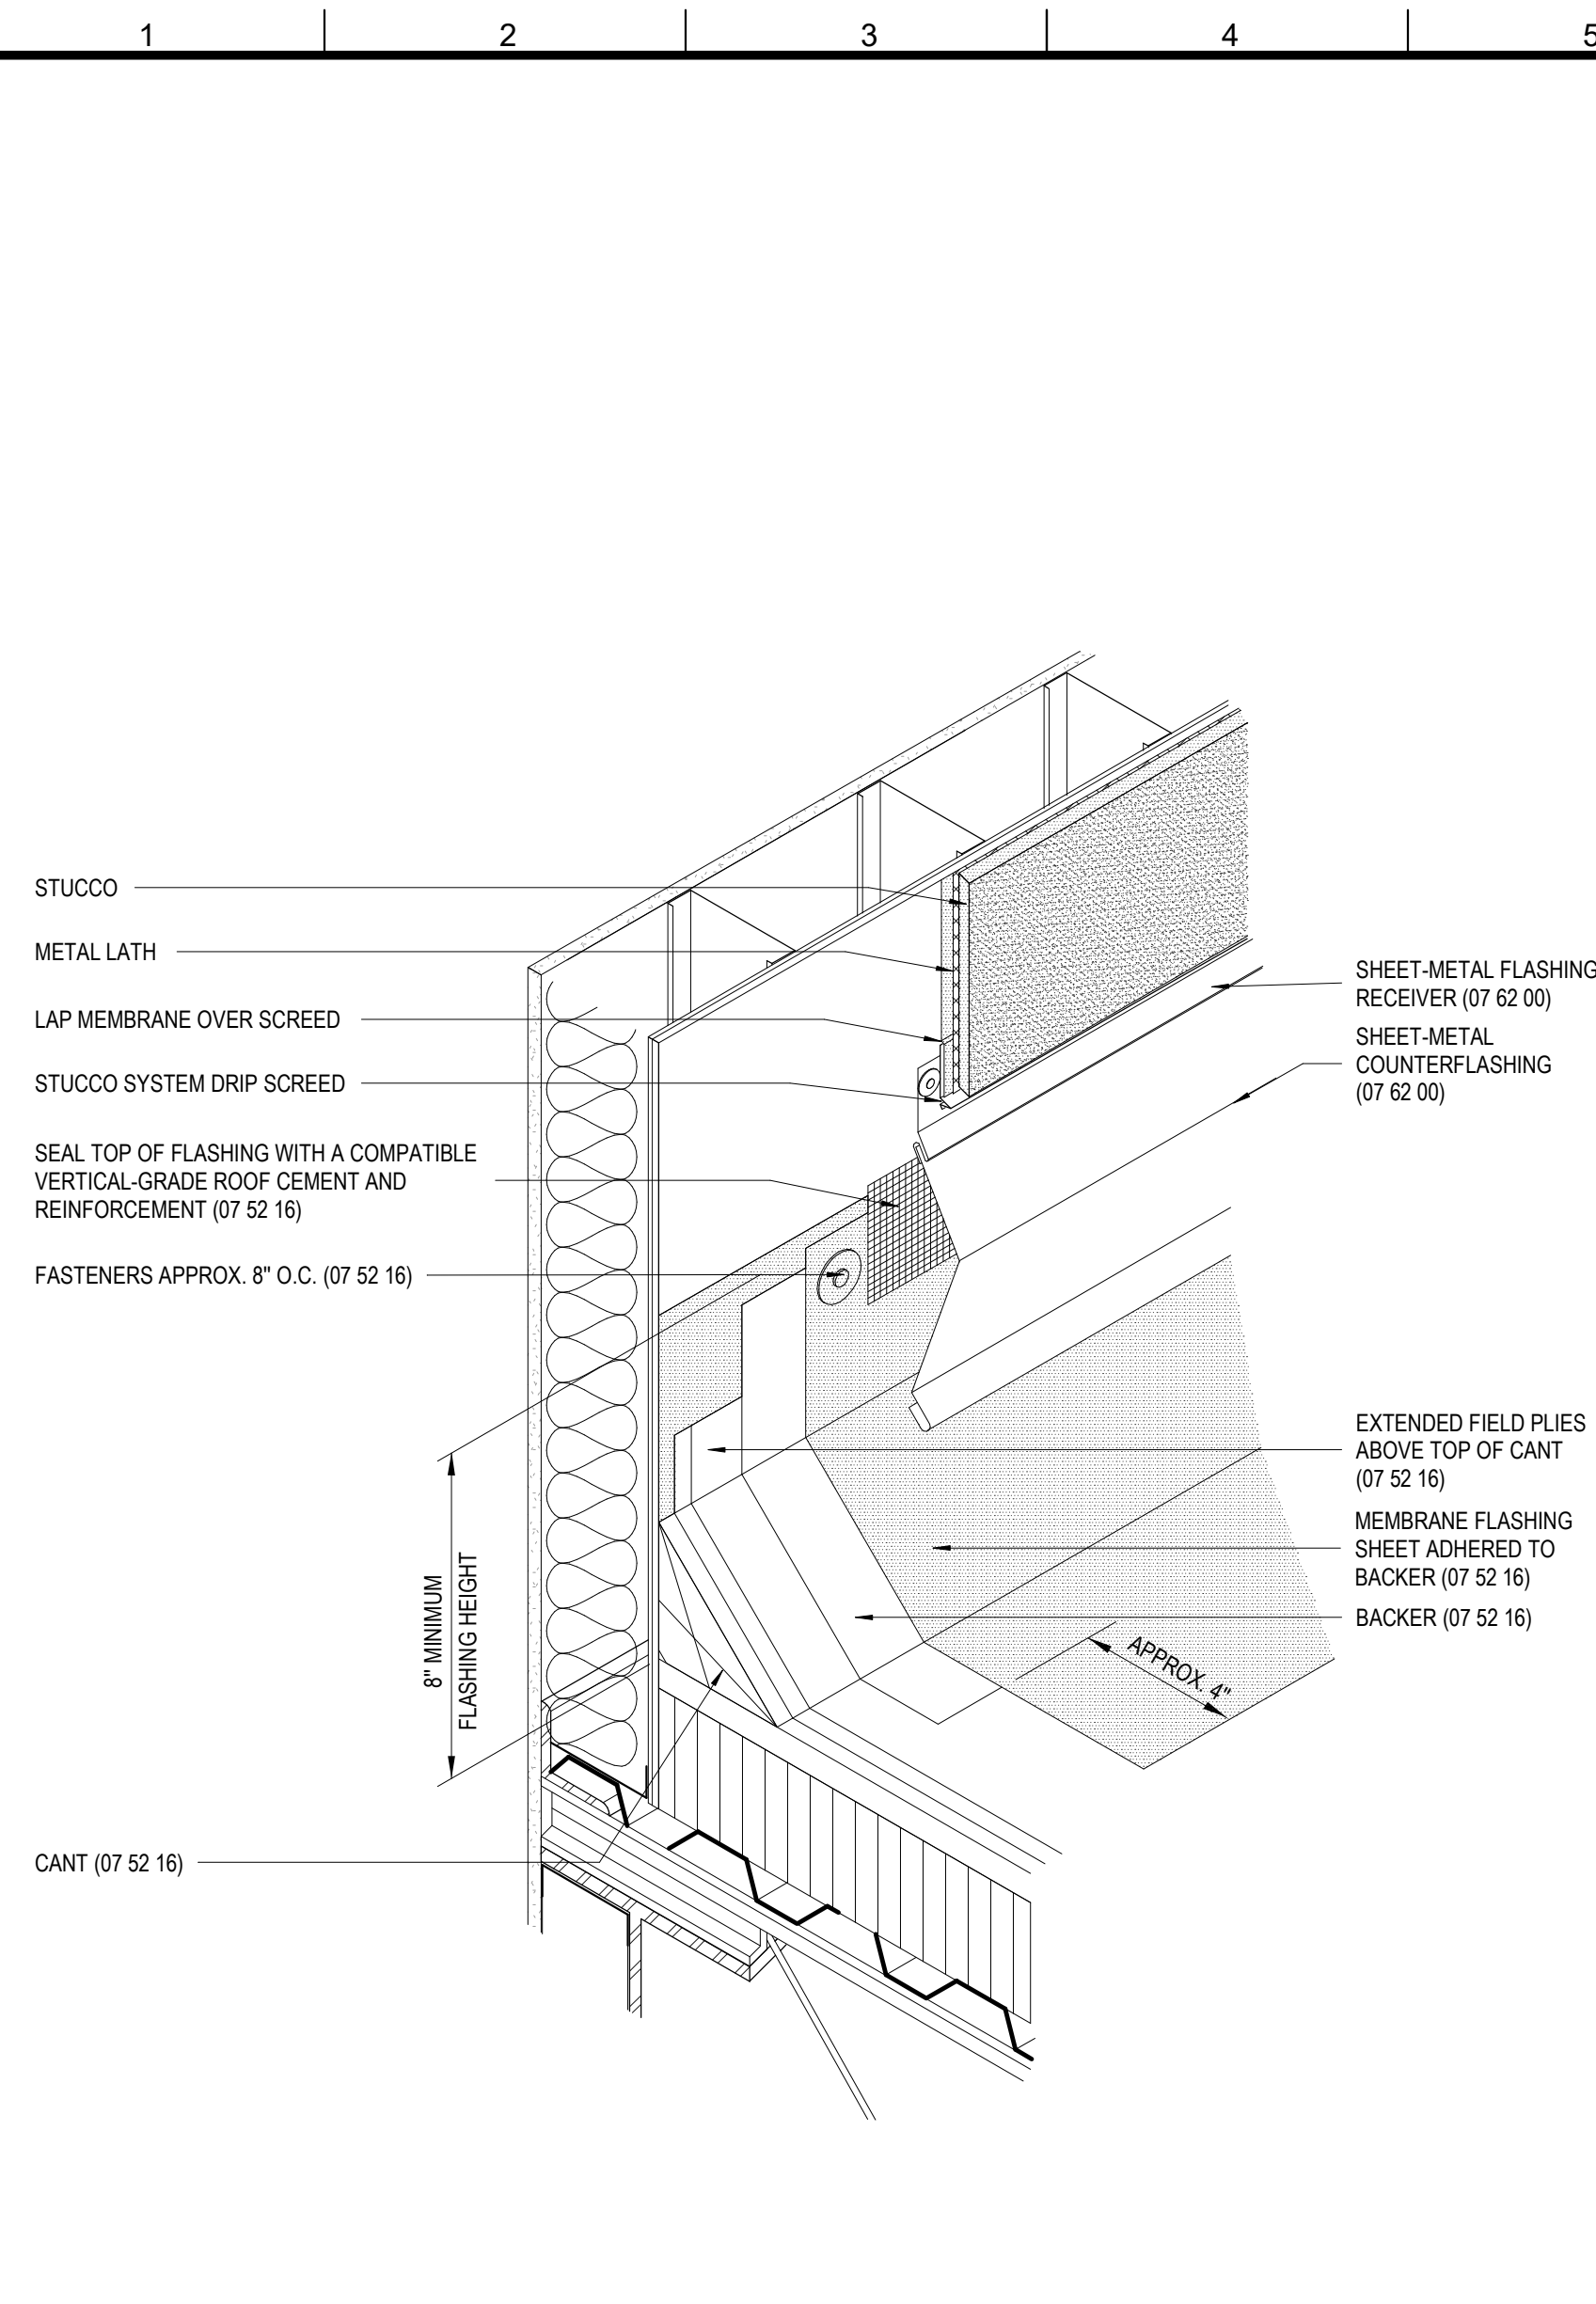 1
2
3
4
5
STUCCO
METAL LATH
LAP MEMBRANE OVER SCREED
STUCCO SYSTEM DRIP SCREED
SEAL TOP OF FLASHING WITH A COMPATIBLE
VERTICAL-GRADE ROOF CEMENT AND
REINFORCEMENT (07 52 16)
FASTENERS APPROX. 8" O.C. (07 52 16)
8" MINIMUM
FLASHING HEIGHT
CANT (07 52 16)
SHEET-METAL FLASHING
RECEIVER (07 62 00)
SHEET-METAL
COUNTERFLASHING
(07 62 00)
EXTENDED FIELD PLIES
ABOVE TOP OF CANT
(07 52 16)
MEMBRANE FLASHING
SHEET ADHERED TO
BACKER (07 52 16)
BACKER (07 52 16)
APPROX. 4"